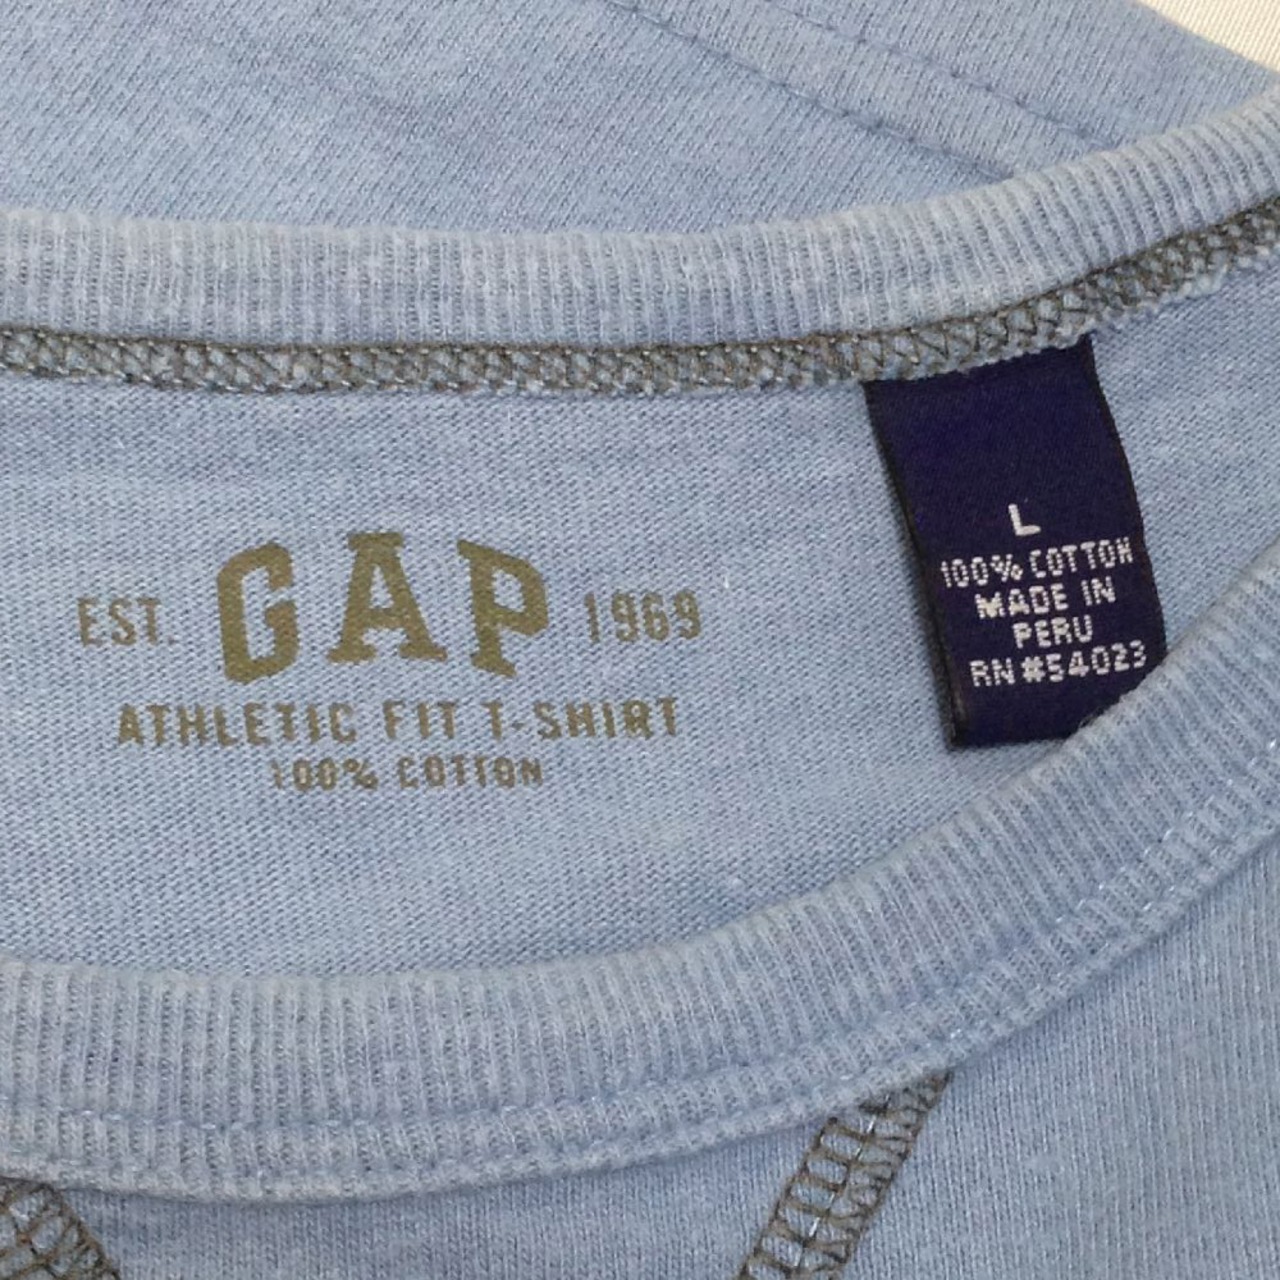 EST. GAP 1969
ATHLETIC FIT T-SHIRT
100% COTTON
L
100% COTTON
MADE IN
PERU
RN #54023